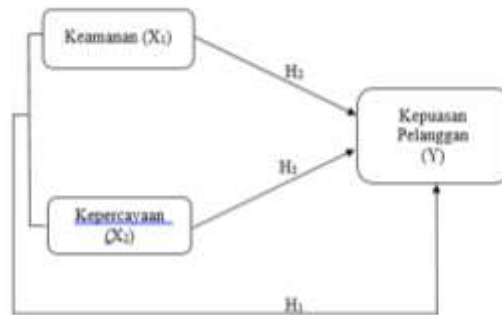 Keamanan (X₁)
H₂
Kepuasan
Pelanggan
(Y)
H₃
Kepercayaan
(X₂)
H₁